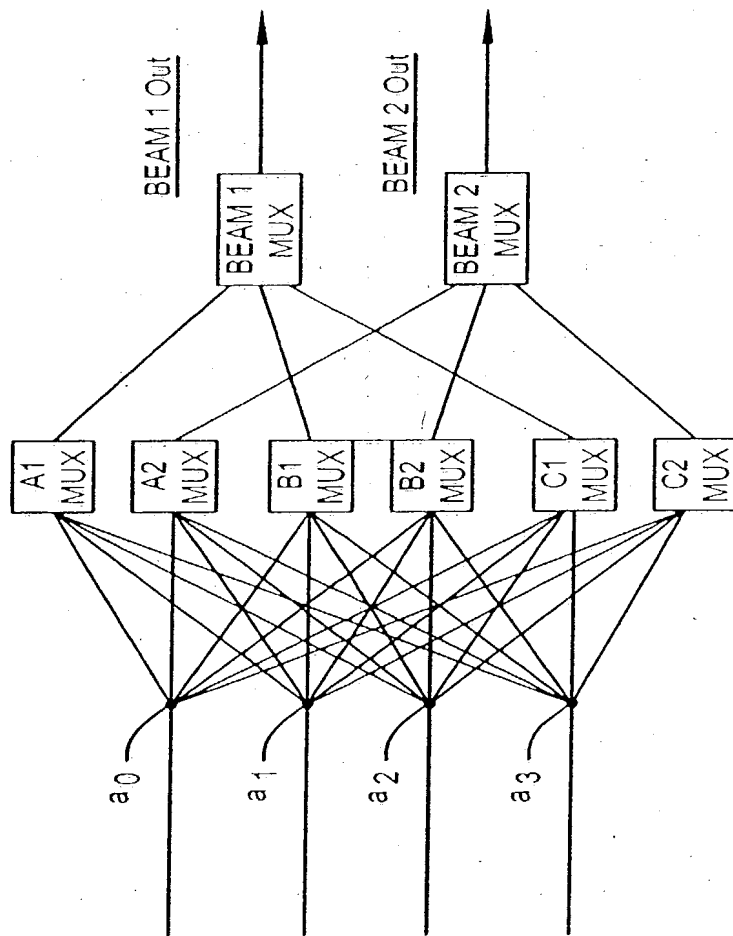 BEAM 1 Out
BEAM 2 Out
BEAM 1
MUX
BEAM 2
MUX
A1
MUX
A2
MUX
B1
MUX
B2
MUX
C1
MUX
C2
MUX
a0
a1
a2
a3